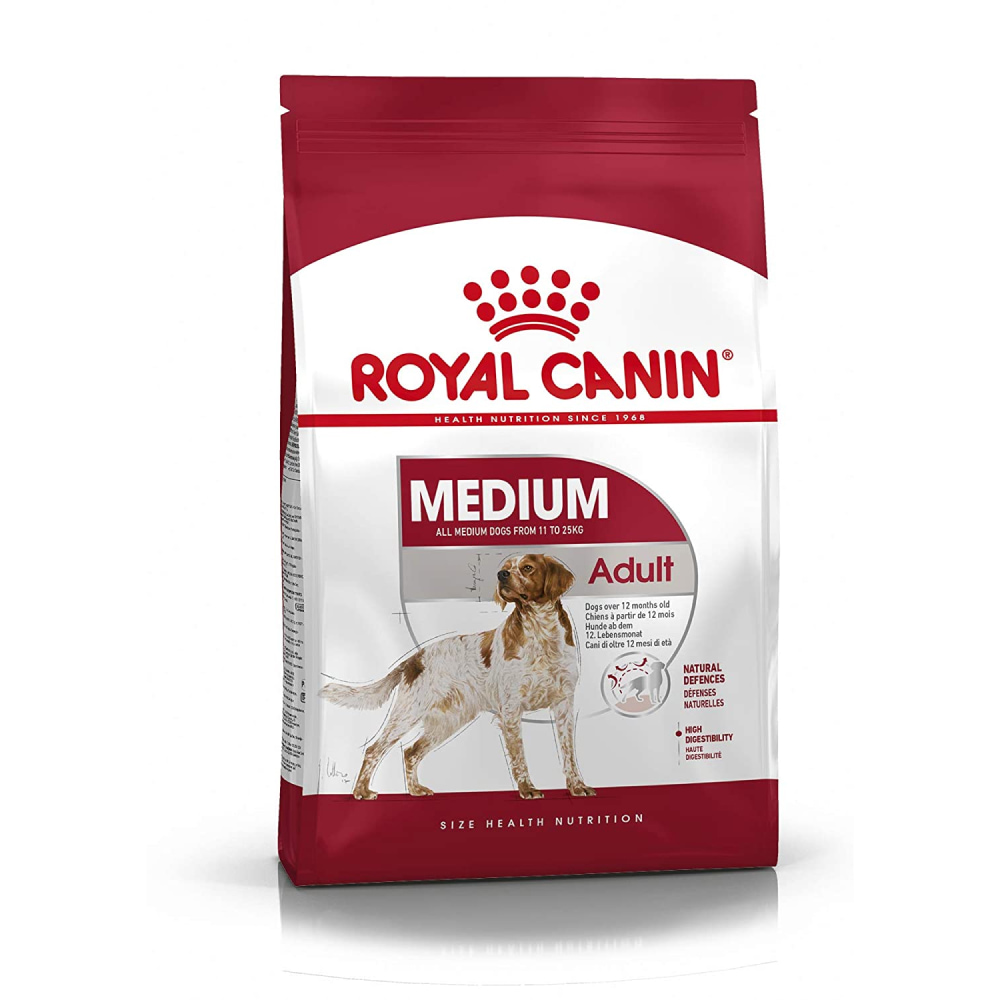 ROYAL CANIN®
HEALTH NUTRITION SINCE 1968
MEDIUM
ALL MEDIUM DOGS FROM 11 TO 25KG
Adult
Dogs over 12 months old
Chiens à partir de 12 mois
Hunde ab dem
12. Lebensmonat
Cani di oltre 12 mesi di età
NATURAL
DEFENCES
DÉFENSES
NATURELLES
HIGH
DIGESTIBILITY
HAUTE
DIGESTIBILITÉ
SIZE HEALTH NUTRITION